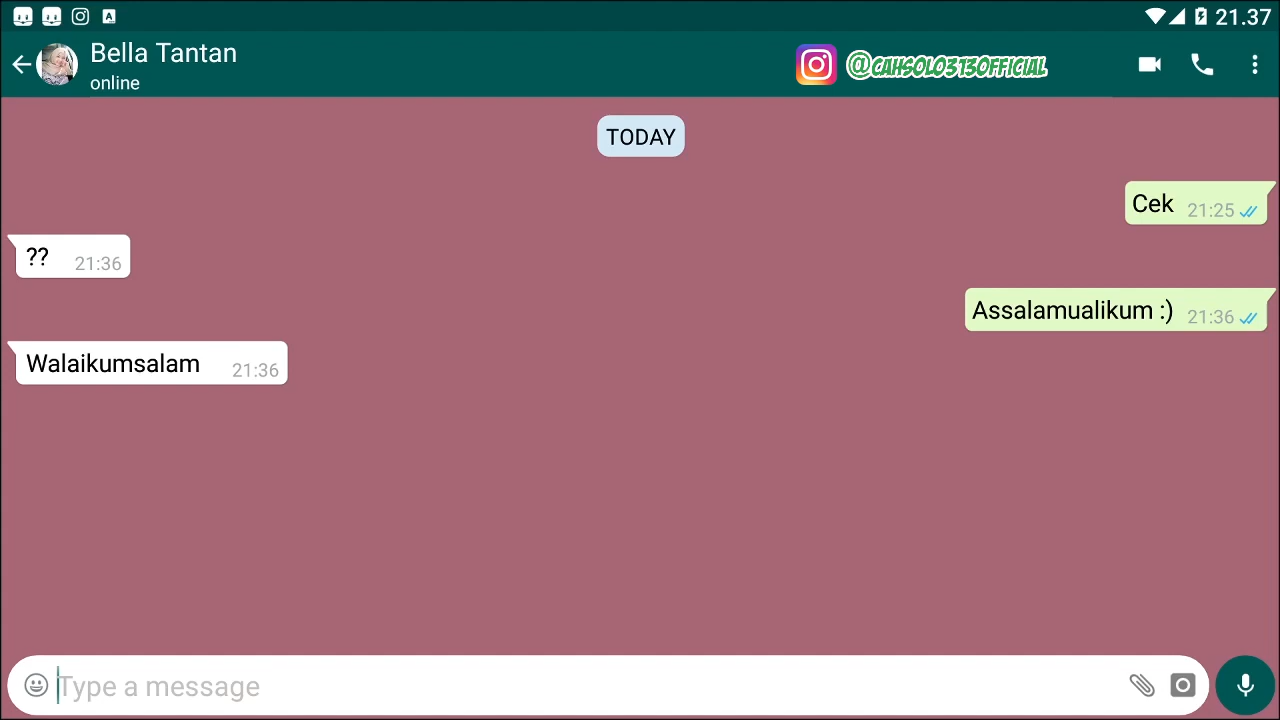 21.37
Bella Tantan
online
@CAHSOLO313OFFICIAL
TODAY
Cek 21:25
?? 21:36
Assalamualikum :) 21:36
Walaikumsalam 21:36
Type a message